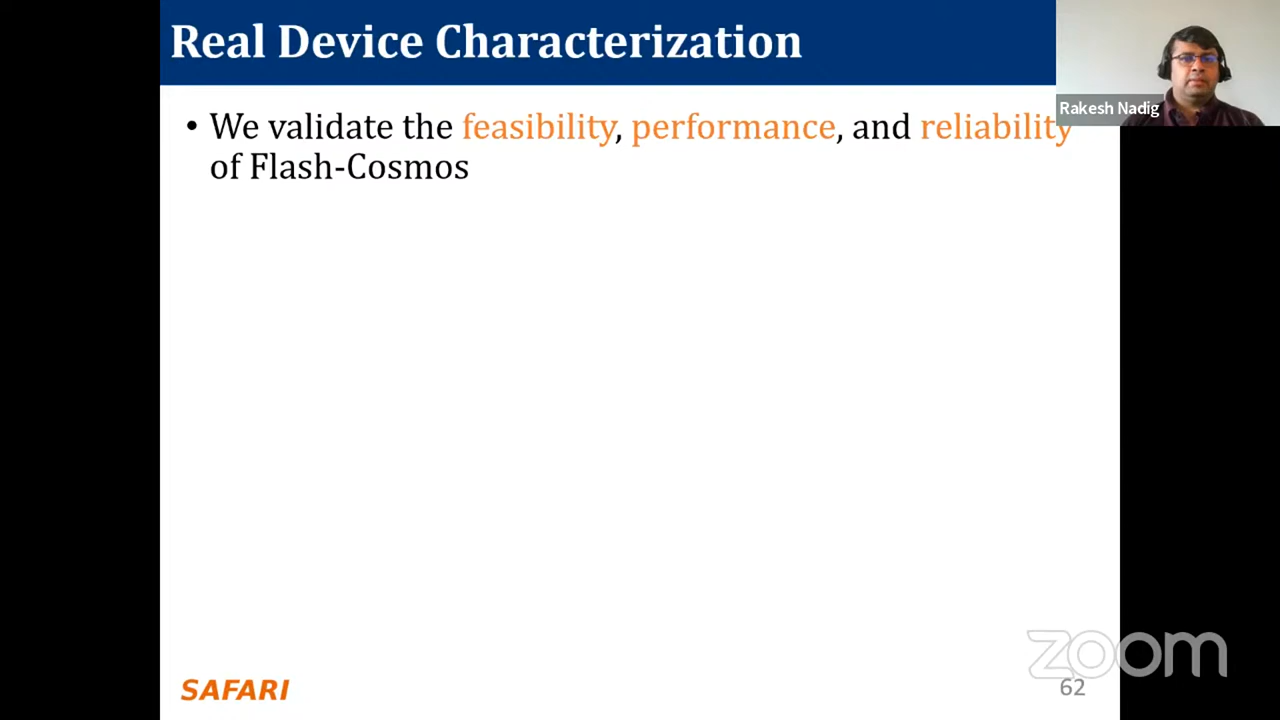 Real Device Characterization
Rakesh Nadig
• We validate the feasibility, performance, and reliability
of Flash-Cosmos
zoom
SAFARI
62